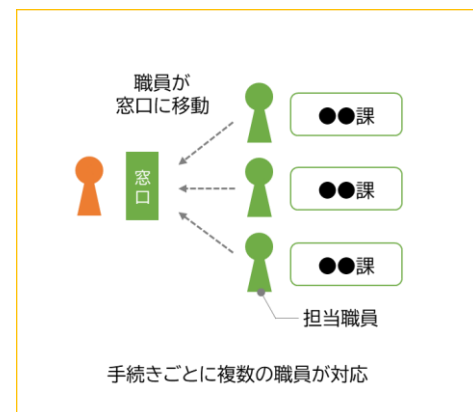 職員が
窓口に移動
●●課
窓口
●●課
●●課
担当職員
手続きごとに複数の職員が対応